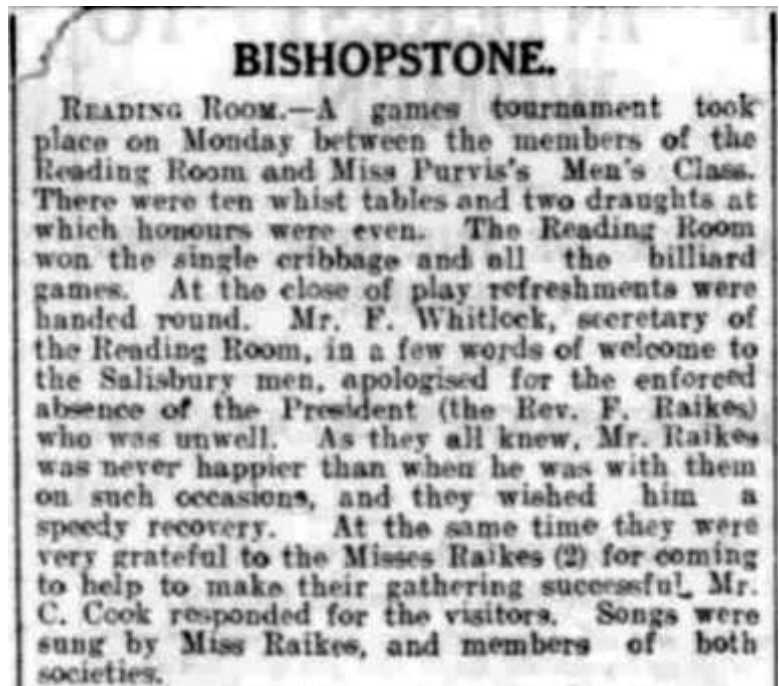 BISHOPSTONE.
READING ROOM.—A games tournament took
place on Monday between the members of the
Reading Room and Miss Purvis's Men's Class.
There were ten whist tables and two draughts at
which honours were even. The Reading Room
won the single cribbage and all the billiard
games. At the close of play refreshments were
handed round. Mr. F. Whitlock, secretary of
the Reading Room, in a few words of welcome to
the Salisbury men, apologised for the enforced
absence of the President (the Rev. F. Raikes)
who was unwell. As they all knew, Mr. Raikes
was never happier than when he was with them
on such occasions, and they wished him a
speedy recovery. At the same time they were
very grateful to the Misses Raikes (2) for coming
to help to make their gathering successful. Mr.
C. Cook responded for the visitors. Songs were
sung by Miss Raikes, and members of both
societies.